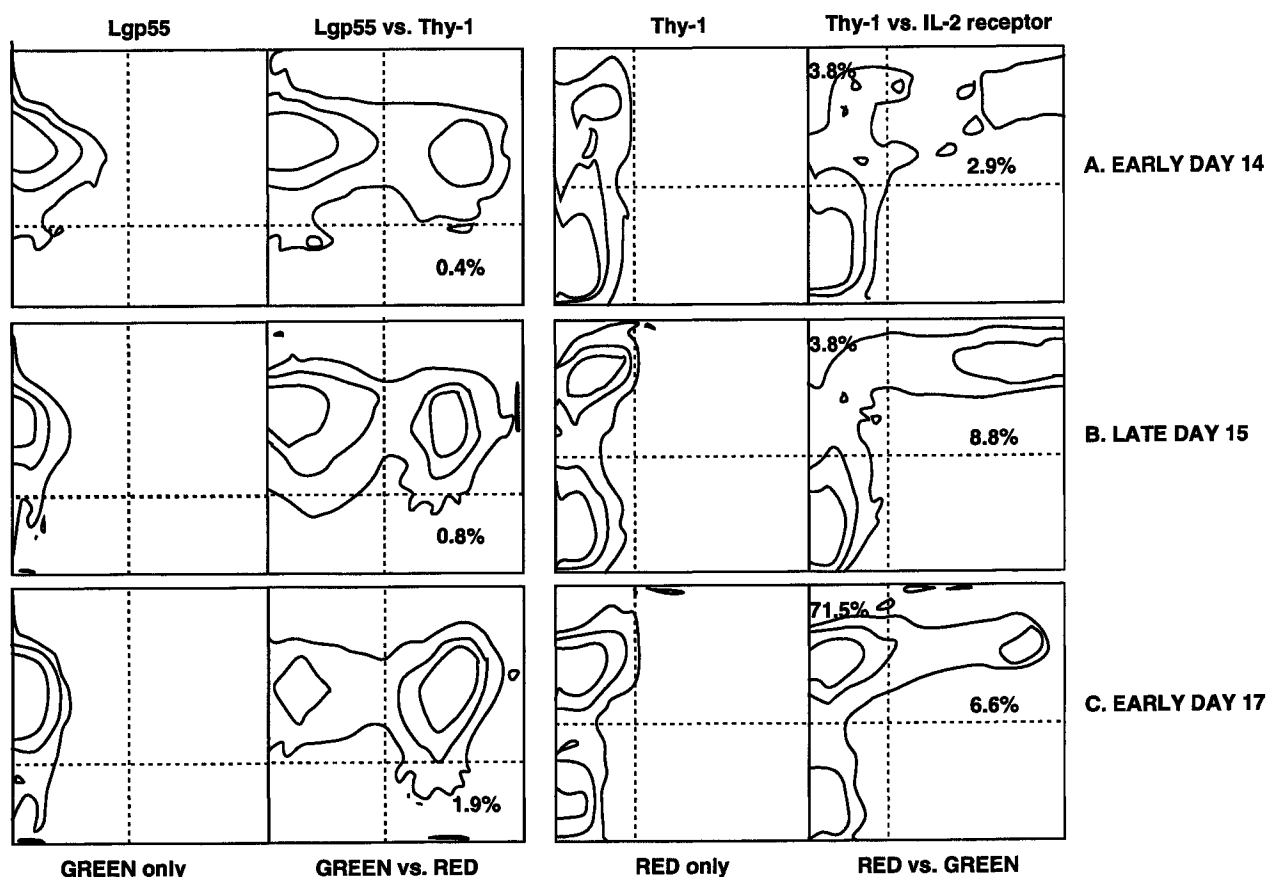 Lgp55
Lgp55 vs. Thy-1
Thy-1
Thy-1 vs. IL-2 receptor
3.8%
2.9%
0.4%
A. EARLY DAY 14
3.8%
8.8%
0.8%
B. LATE DAY 15
71.5%
6.6%
1.9%
C. EARLY DAY 17
GREEN only
GREEN vs. RED
RED only
RED vs. GREEN